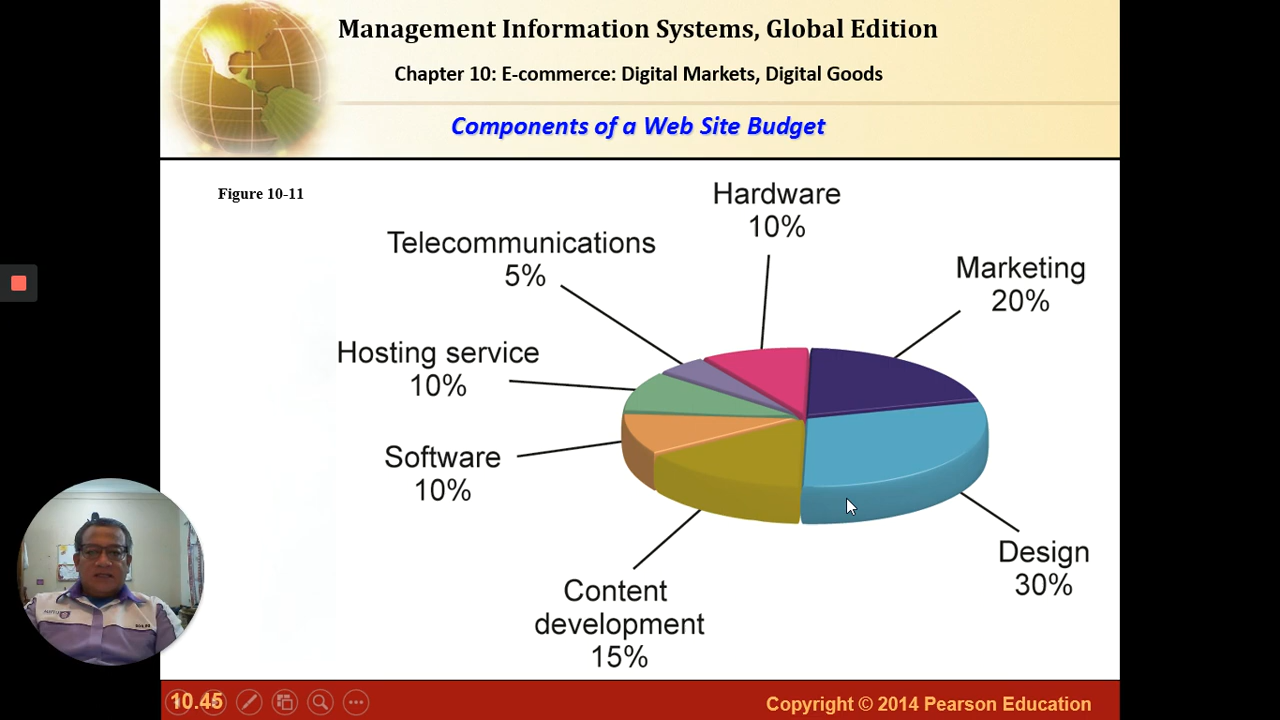 Management Information Systems, Global Edition
Chapter 10: E-commerce: Digital Markets, Digital Goods
Components of a Web Site Budget
Figure 10-11
Hardware
10%
Telecommunications
5%
Marketing
20%
Hosting service
10%
Software
10%
Design
30%
Content
development
15%
10.45
Copyright © 2014 Pearson Education